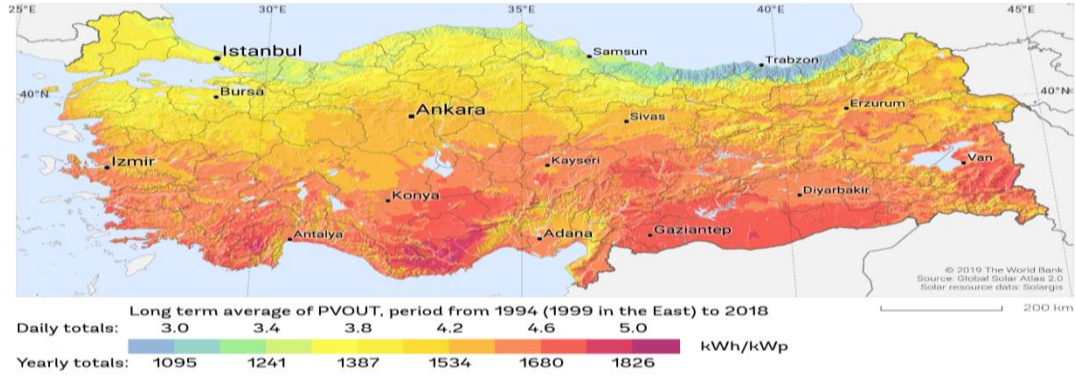 25°E 30°E 35°E 40°E 45°E
Istanbul
Samsun
Trabzon
Bursa
40°N
40°N
Ankara
Erzurum
Sivas
Izmir
Kayseri
Van
Konya
Diyarbakir
Antalya
Adana
Gaziantep
© 2019 The World Bank
Source: Global Solar Atlas 2.0
Solar resource data: Solargis
Long term average of PVOUT, period from 1994 (1999 in the East) to 2018
200 km
Daily totals: 3.0 3.4 3.8 4.2 4.6 5.0
kWh/kWp
Yearly totals: 1095 1241 1387 1534 1680 1826